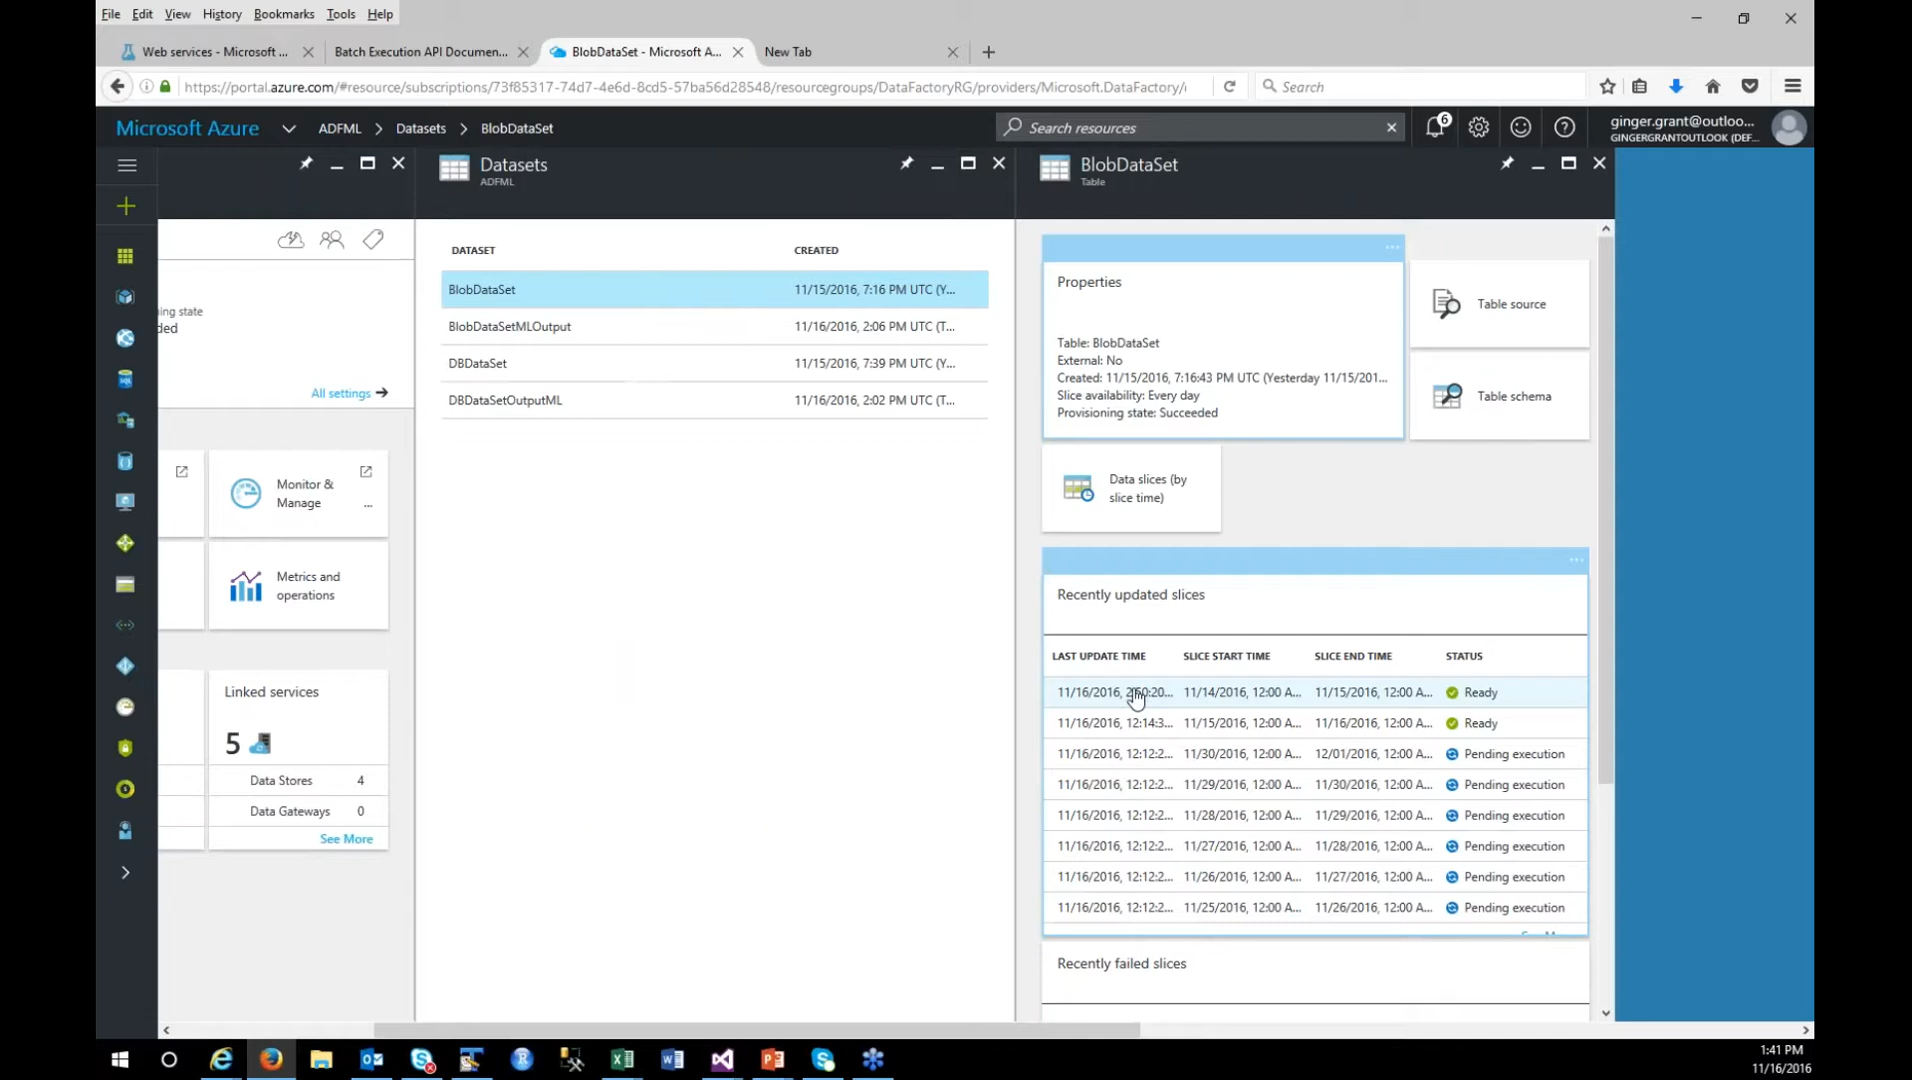 File Edit View History Bookmarks Tools Help
Web services - Microsoft ...
Batch Execution API Documen...
BlobDataSet - Microsoft A...
New Tab
https://portal.azure.com/#resource/subscriptions/73f85317-74d7-4e6d-8cd5-57ba56d28548/resourcegroups/DataFactoryRG/providers/Microsoft.DataFactory/
Search
Microsoft Azure
ADFML > Datasets > BlobDataSet
Search resources
6
ginger.grant@outloo...
GINGERGRANTOUTLOOK (DEF...
Datasets
ADFML
BlobDataSet
Table
All settings
Monitor &
Manage
...
Metrics and
operations
Linked services
5
Data Stores 4
Data Gateways 0
See More
DATASET CREATED
BlobDataSet 11/15/2016, 7:16 PM UTC (Y...
BlobDataSetMLOutput 11/16/2016, 2:06 PM UTC (T...
DBDataSet 11/15/2016, 7:39 PM UTC (Y...
DBDataSetOutputML 11/16/2016, 2:02 PM UTC (T...
Properties
Table: BlobDataSet
External: No
Created: 11/15/2016, 7:16:43 PM UTC (Yesterday 11/15/201...
Slice availability: Every day
Provisioning state: Succeeded
Table source
Table schema
Data slices (by
slice time)
Recently updated slices
LAST UPDATE TIME SLICE START TIME SLICE END TIME STATUS
11/16/2016, 11/14/2016, 12:00 A... 11/15/2016, 12:00 A... Ready
11/16/2016, 12:14:3... 11/15/2016, 12:00 A... 11/16/2016, 12:00 A... Ready
11/16/2016, 12:12:2... 11/30/2016, 12:00 A... 12/01/2016, 12:00 A... Pending execution
11/16/2016, 12:12:2... 11/29/2016, 12:00 A... 11/30/2016, 12:00 A... Pending execution
11/16/2016, 12:12:2... 11/28/2016, 12:00 A... 11/29/2016, 12:00 A... Pending execution
11/16/2016, 12:12:2... 11/27/2016, 12:00 A... 11/28/2016, 12:00 A... Pending execution
11/16/2016, 12:12:2... 11/26/2016, 12:00 A... 11/27/2016, 12:00 A... Pending execution
11/16/2016, 12:12:2... 11/25/2016, 12:00 A... 11/26/2016, 12:00 A... Pending execution
Recently failed slices
1:41 PM
11/16/2016